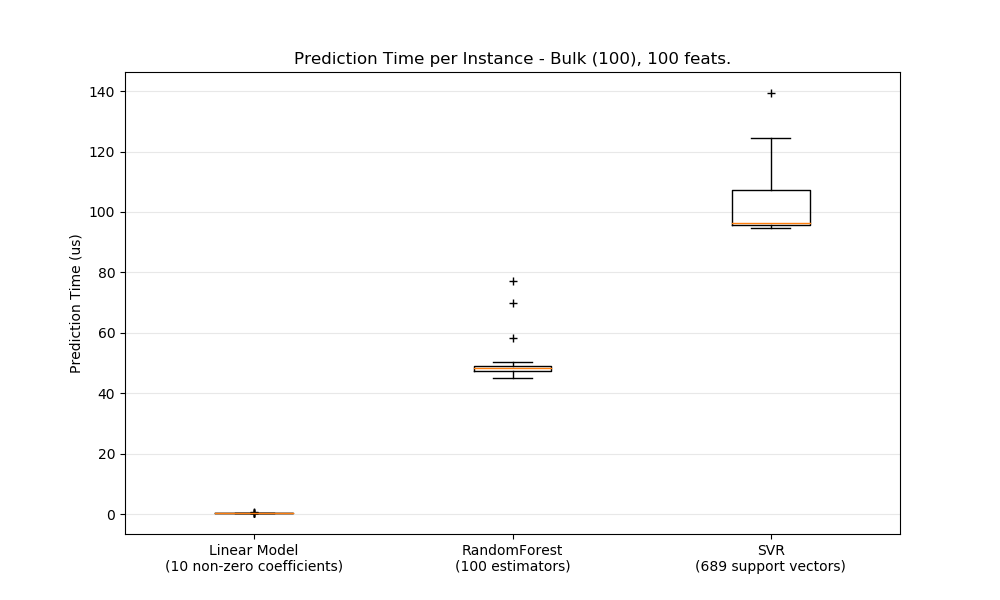 Prediction Time per Instance - Bulk (100), 100 feats.
140
120
100
80
60
40
20
0
Prediction Time (us)
Linear Model
(10 non-zero coefficients)
RandomForest
(100 estimators)
SVR
(689 support vectors)